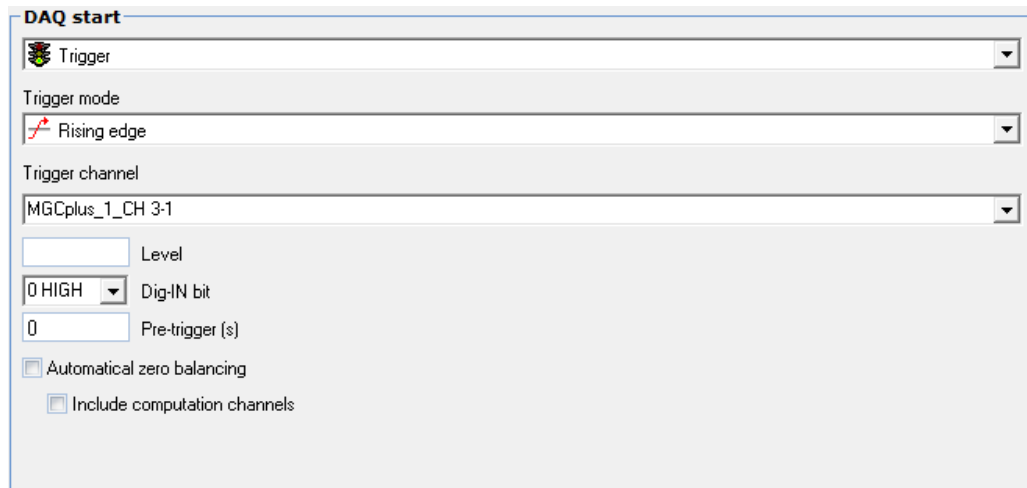 DAQ start
Trigger
Trigger mode
Rising edge
Trigger channel
MGCplus_1_CH 3-1
Level
0 HIGH Dig-IN bit
0 Pre-trigger (s)
Automatical zero balancing
Include computation channels